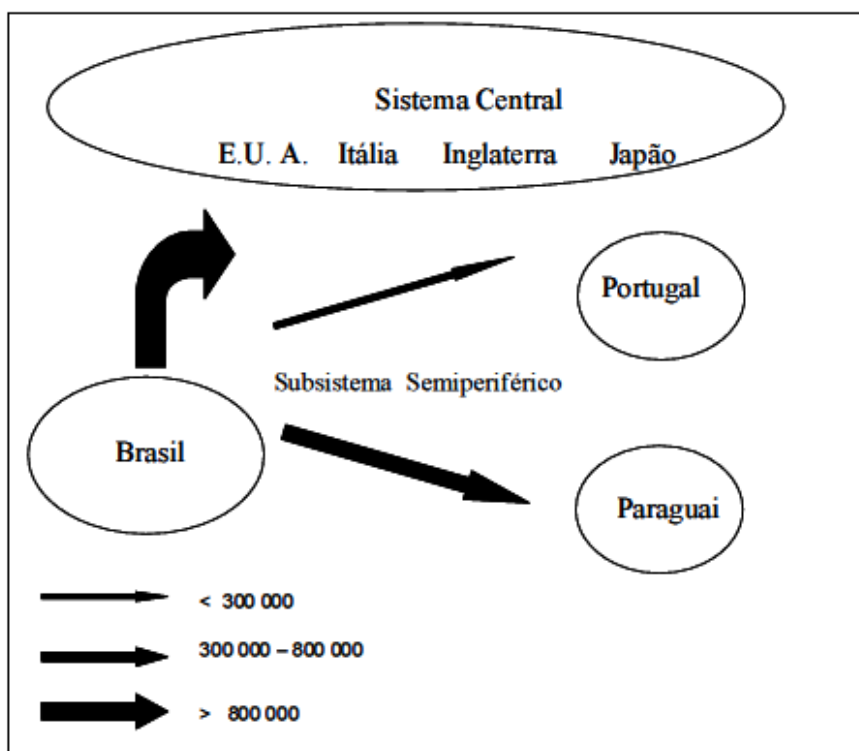 Sistema Central
E.U. A. Itália Inglaterra Japão
Portugal
Subsistema Semiperiférico
Brasil
Paraguai
< 300 000
300 000 – 800 000
> 800 000